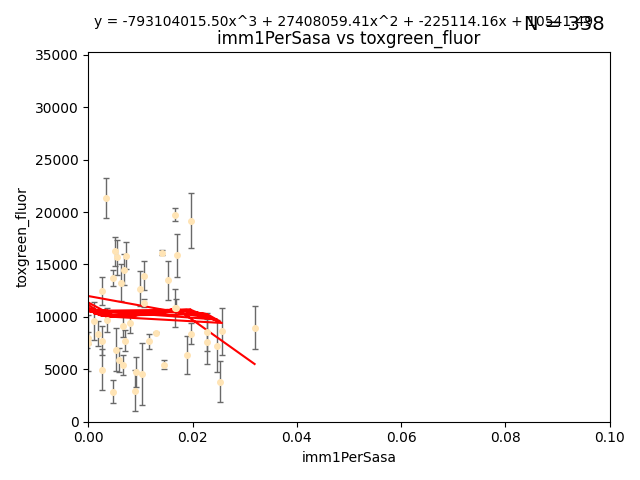 y = -793104015.50x^3 + 27408059.41x^2 + -225114.16x +
N = 338
imm1PerSasa vs toxgreen_fluor
35000
30000
25000
20000
15000
10000
5000
0
toxgreen_fluor
0.00 0.02 0.04 0.06 0.08 0.10
imm1PerSasa